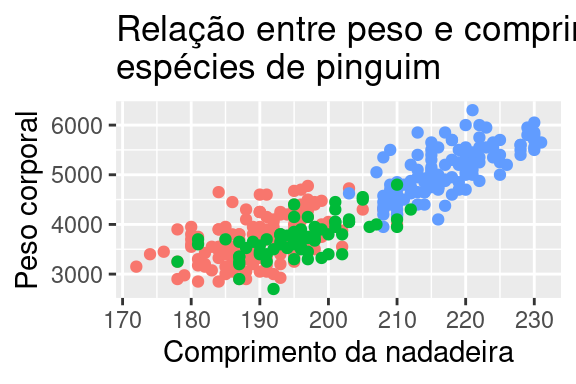 Relação entre peso e
espécies de pinguim
Peso corporal
6000
5000
4000
3000
170 180 190 200 210 220 230
Comprimento da nadadeira